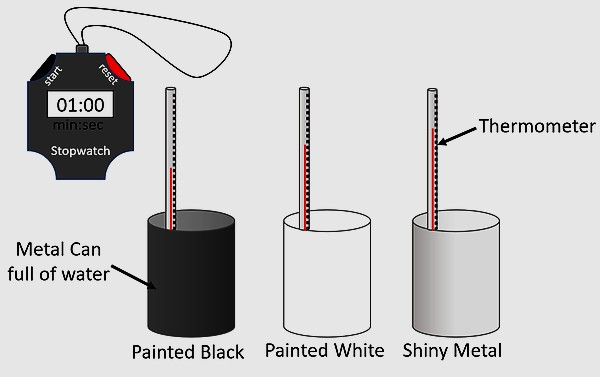 start
reset
01:00
min:sec
Stopwatch
Thermometer
Metal Can
full of water
Painted Black
Painted White
Shiny Metal